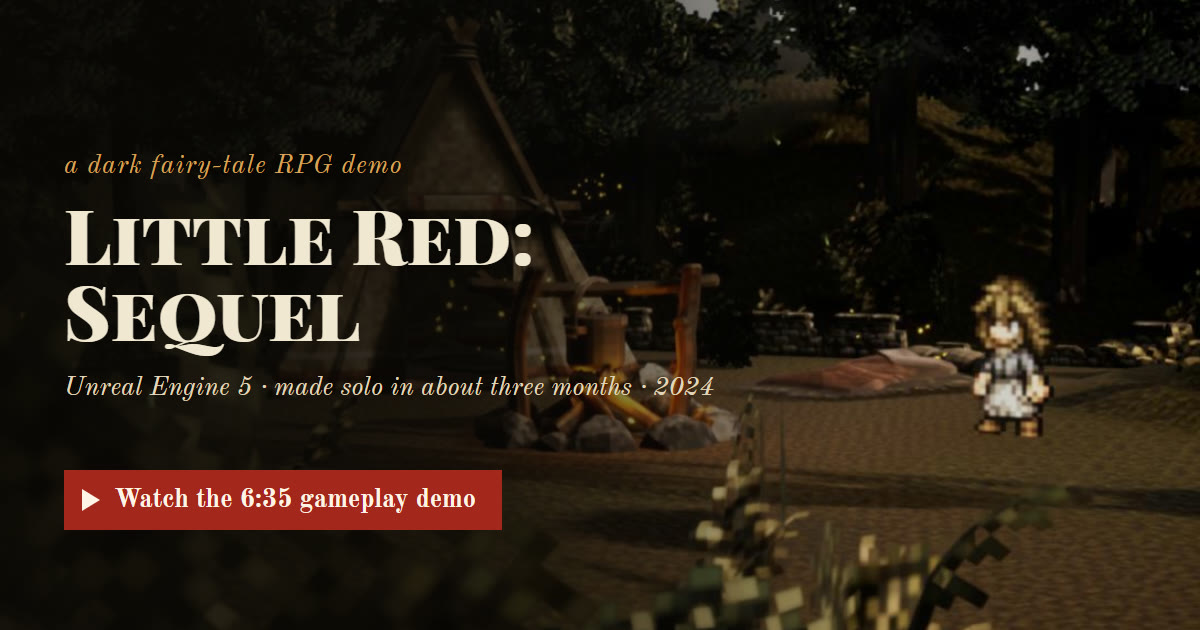 a dark fairy-tale RPG demo
Little Red:
Sequel
Unreal Engine 5 · made solo in about three months · 2024
Watch the 6:35 gameplay demo